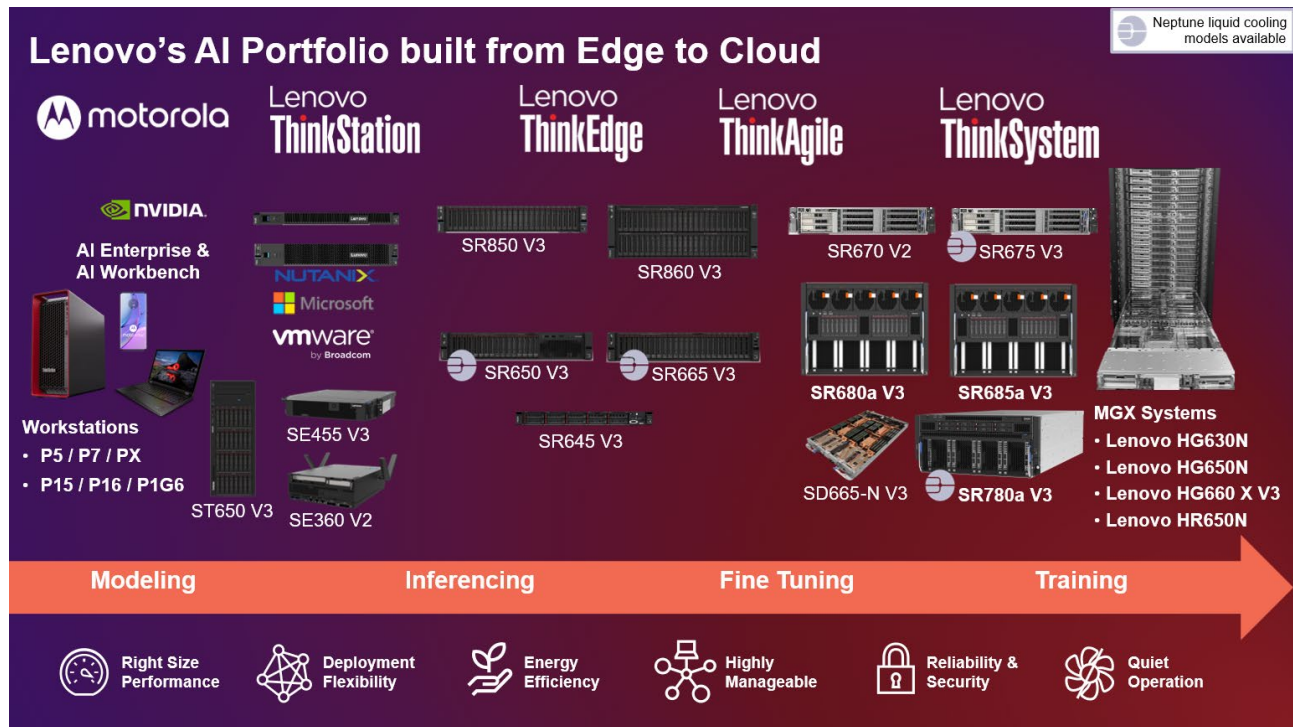 Neptune liquid cooling
models available
Lenovo's AI Portfolio built from Edge to Cloud
motorola
Lenovo
ThinkStation
Lenovo
ThinkEdge
Lenovo
ThinkAgile
Lenovo
ThinkSystem
NVIDIA.
AI Enterprise &
AI Workbench
NUTANIX
Microsoft
vmware®
by Broadcom
Workstations
• P5 / P7 / PX
• P15 / P16 / P1G6
ST650 V3
SE455 V3
SE360 V2
SR850 V3
SR860 V3
SR650 V3
SR665 V3
SR645 V3
SR670 V2
SR675 V3
SR680a V3
SR685a V3
SD665-N V3
SR780a V3
MGX Systems
• Lenovo HG630N
• Lenovo HG650N
• Lenovo HG660 X V3
• Lenovo HR650N
Modeling
Inferencing
Fine Tuning
Training
Right Size
Performance
Deployment
Flexibility
Energy
Efficiency
Highly
Manageable
Reliability &
Security
Quiet
Operation